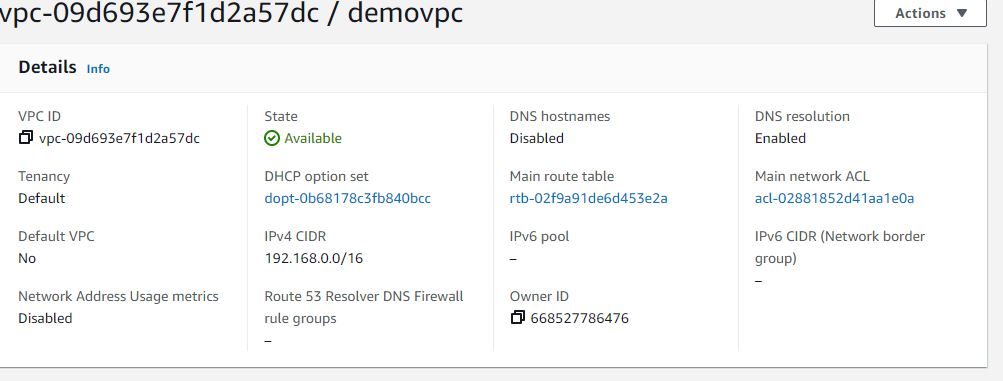 vpc-09d693e7f1d2a57dc / demovpc
Actions ▼
Details Info
VPC ID
vpc-09d693e7f1d2a57dc
State
Available
DNS hostnames
Disabled
DNS resolution
Enabled
Tenancy
Default
DHCP option set
dopt-0b68178c3fb840bcc
Main route table
rtb-02f9a91de6d453e2a
Main network ACL
acl-02881852d41aa1e0a
Default VPC
No
IPv4 CIDR
192.168.0.0/16
IPv6 pool
–
IPv6 CIDR (Network border
group)
–
Network Address Usage metrics
Disabled
Route 53 Resolver DNS Firewall
rule groups
–
Owner ID
668527786476